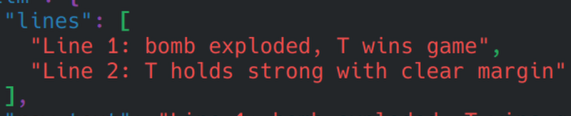 "lines": [
"Line 1: bomb exploded, T wins game",
"Line 2: T holds strong with clear margin"
],